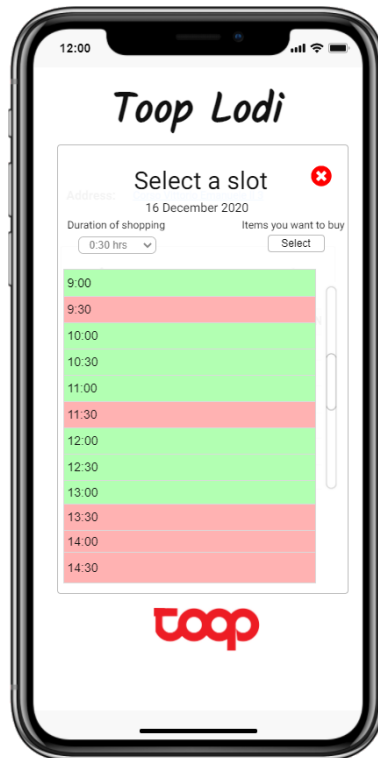 12:00
Toop Lodi
Select a slot
Address:
16 December 2020
Duration of shopping Items you want to buy
0:30 hrs Select
9:00
9:30
10:00
10:30
11:00
11:30
12:00
12:30
13:00
13:30
14:00
14:30
toop